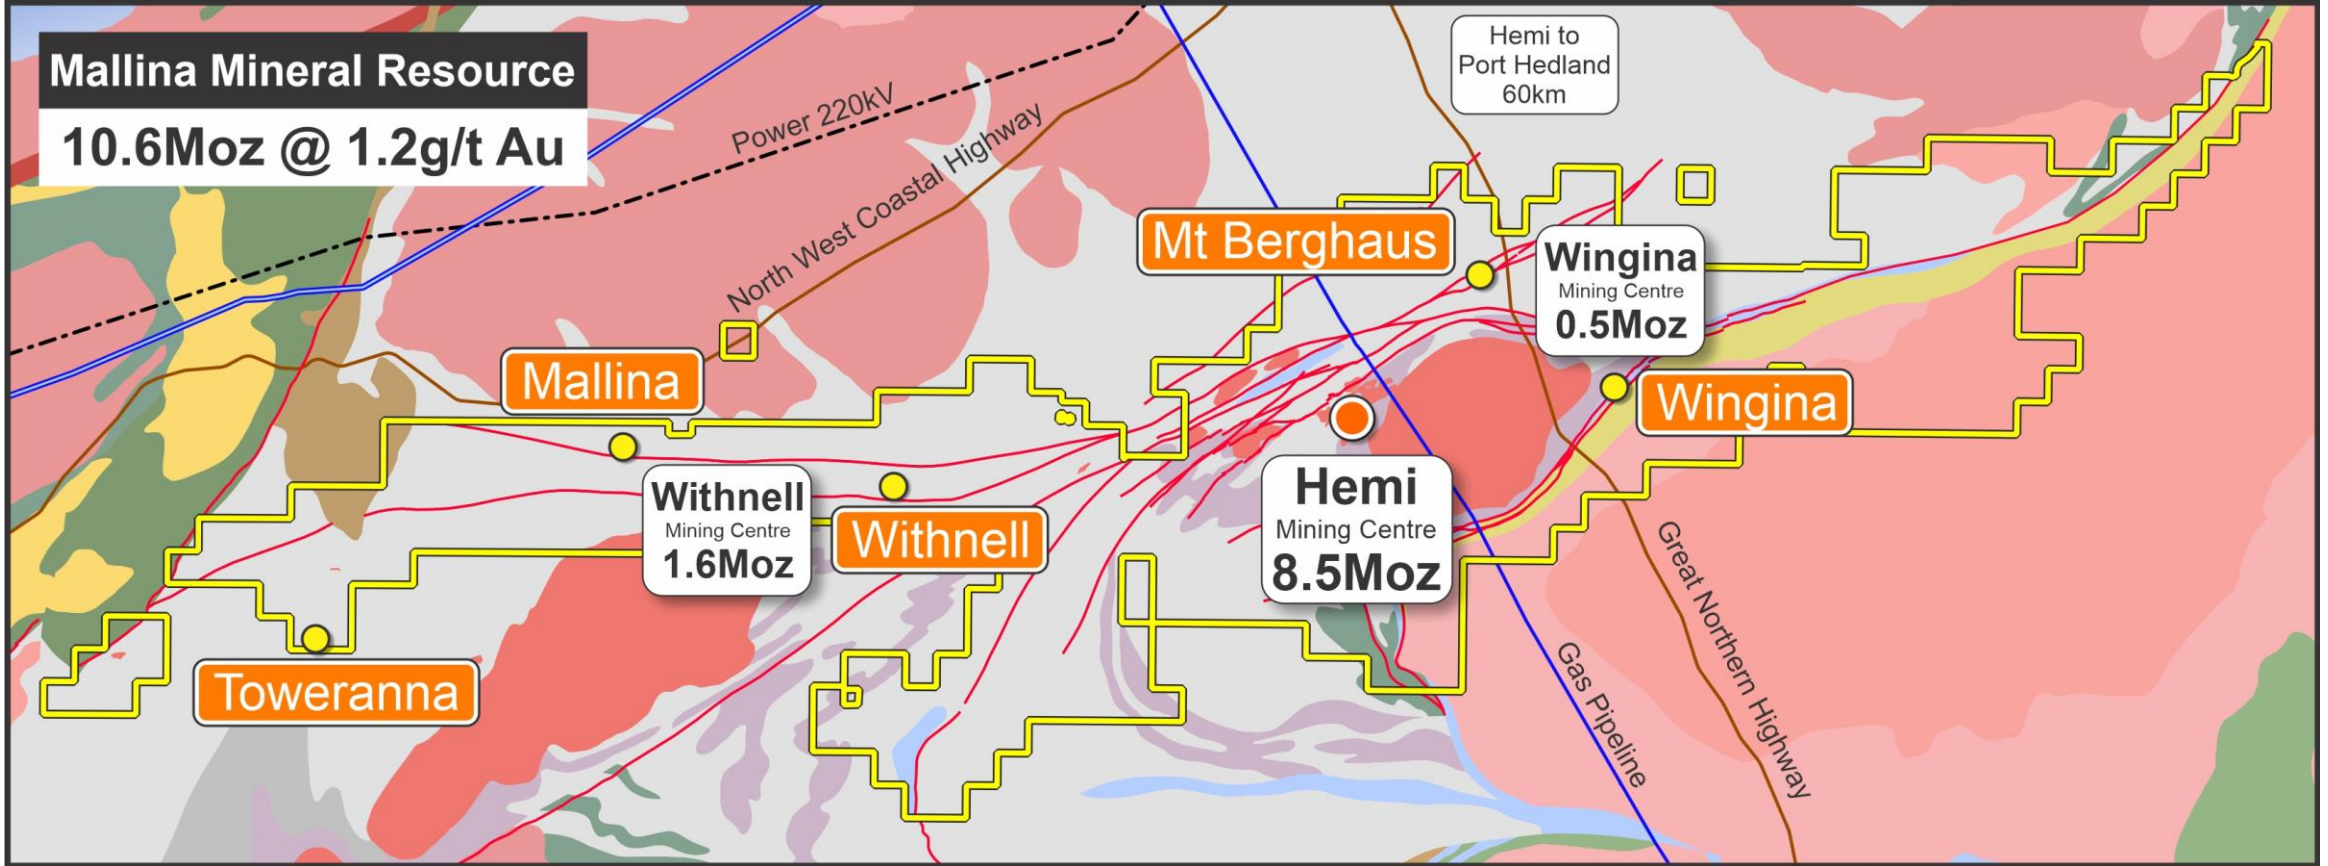 Mallina Mineral Resource
10.6Moz @ 1.2g/t Au
Power 220kV
North West Coastal Highway
Hemi to
Port Hedland
60km
Mt Berghaus
Wingina
Mining Centre
0.5Moz
Mallina
Wingina
Withnell
Mining Centre
1.6Moz
Withnell
Hemi
Mining Centre
8.5Moz
Toweranna
Gas Pipeline
Great Northern Highway